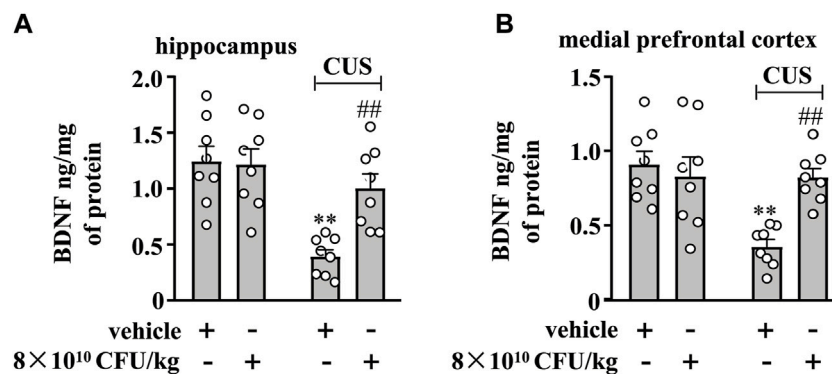 A
hippocampus
CUS
BDNF ng/mg
of protein
2.0
1.5
1.0
0.5
0
**
##
vehicle + - + -
8×10¹⁰ CFU/kg - + - +
B
medial prefrontal cortex
CUS
BDNF ng/mg
of protein
1.5
1.0
0.5
0
**
##
vehicle + - + -
8×10¹⁰ CFU/kg - + - +